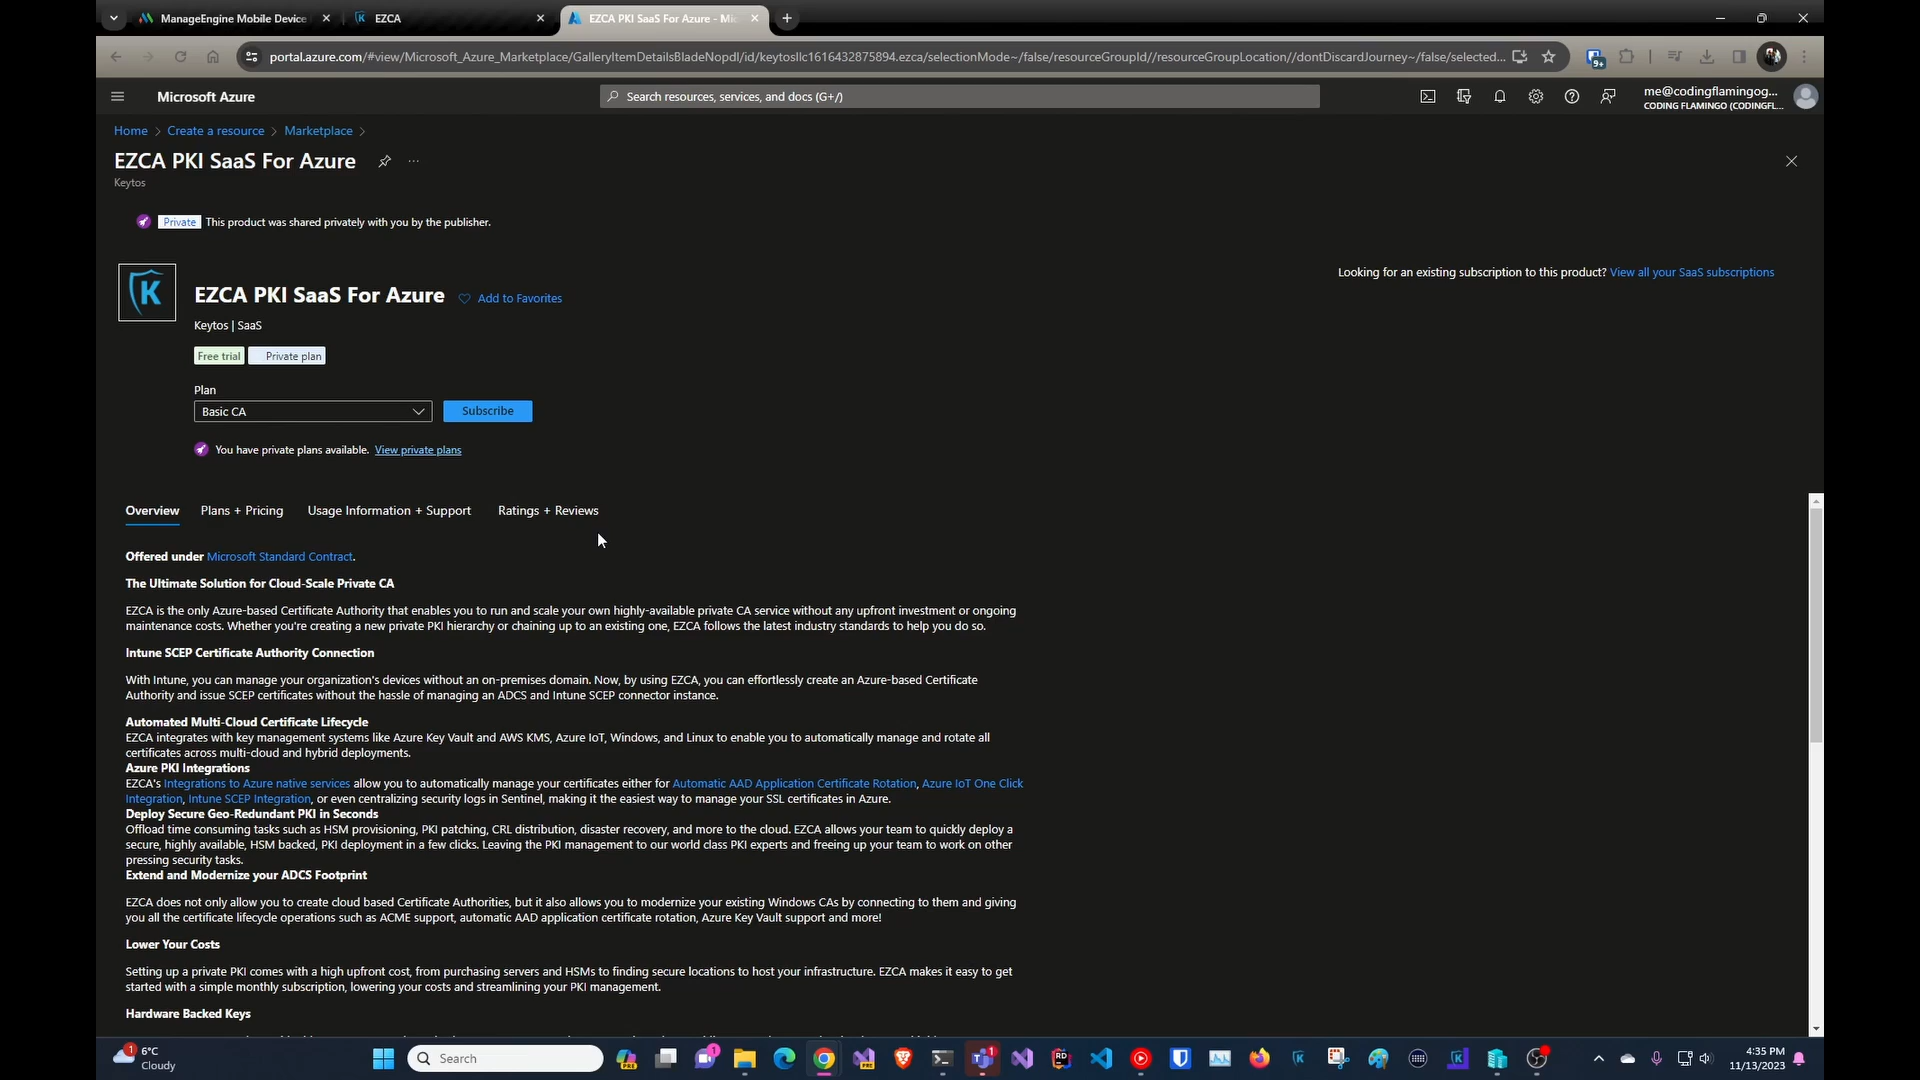 ManageEngine Mobile Device
EZCA
EZCA PKI SaaS For Azure - Mic
portal.azure.com/#view/Microsoft_Azure_Marketplace/GalleryItemDetailsBladeNopdl/id/keytosllc1616432875894.ezca/selectionMode~/false/resourceGroupId//resourceGroupLocation//dontDiscardJourney~/false/selected...
9+
Microsoft Azure
Search resources, services, and docs (G+/)
me@codingflamingog...
CODING FLAMINGO (CODINGFL...
Home > Create a resource > Marketplace >
EZCA PKI SaaS For Azure
...
Keytos
Private This product was shared privately with you by the publisher.
Looking for an existing subscription to this product? View all your SaaS subscriptions
K
EZCA PKI SaaS For Azure Add to Favorites
Keytos | SaaS
Free trial Private plan
Plan
Basic CA
Subscribe
You have private plans available. View private plans
Overview Plans + Pricing Usage Information + Support Ratings + Reviews
Offered under Microsoft Standard Contract.
The Ultimate Solution for Cloud-Scale Private CA
EZCA is the only Azure-based Certificate Authority that enables you to run and scale your own highly-available private CA service without any upfront investment or ongoing
maintenance costs. Whether you're creating a new private PKI hierarchy or chaining up to an existing one, EZCA follows the latest industry standards to help you do so.
Intune SCEP Certificate Authority Connection
With Intune, you can manage your organization's devices without an on-premises domain. Now, by using EZCA, you can effortlessly create an Azure-based Certificate
Authority and issue SCEP certificates without the hassle of managing an ADCS and Intune SCEP connector instance.
Automated Multi-Cloud Certificate Lifecycle
EZCA integrates with key management systems like Azure Key Vault and AWS KMS, Azure IoT, Windows, and Linux to enable you to automatically manage and rotate all
certificates across multi-cloud and hybrid deployments.
Azure PKI Integrations
EZCA's Integrations to Azure native services allow you to automatically manage your certificates either for Automatic AAD Application Certificate Rotation, Azure IoT One Click
Integration, Intune SCEP Integration, or even centralizing security logs in Sentinel, making it the easiest way to manage your SSL certificates in Azure.
Deploy Secure Geo-Redundant PKI in Seconds
Offload time consuming tasks such as HSM provisioning, PKI patching, CRL distribution, disaster recovery, and more to the cloud. EZCA allows your team to quickly deploy a
secure, highly available, HSM backed, PKI deployment in a few clicks. Leaving the PKI management to our world class PKI experts and freeing up your team to work on other
pressing security tasks.
Extend and Modernize your ADCS Footprint
EZCA does not only allow you to create cloud based Certificate Authorities, but it also allows you to modernize your existing Windows CAs by connecting to them and giving
you all the certificate lifecycle operations such as ACME support, automatic AAD application certificate rotation, Azure Key Vault support and more!
Lower Your Costs
Setting up a private PKI comes with a high upfront cost, from purchasing servers and HSMs to finding secure locations to host your infrastructure. EZCA makes it easy to get
started with a simple monthly subscription, lowering your costs and streamlining your PKI management.
Hardware Backed Keys
1
6°C
Cloudy
Search
4:35 PM
11/13/2023